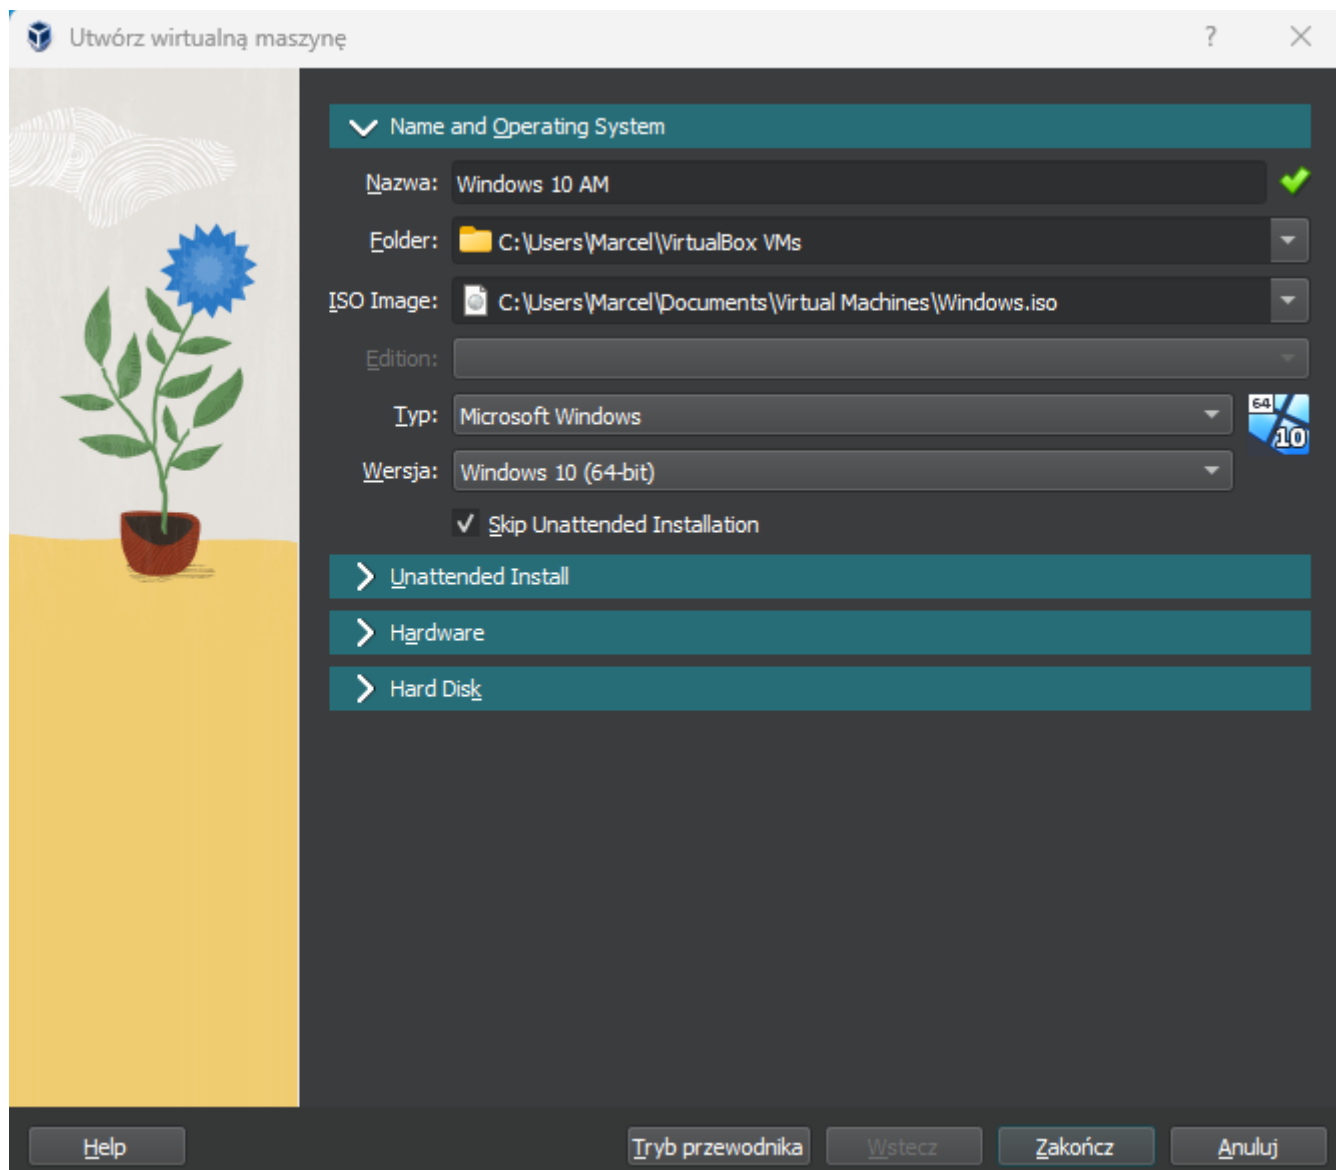 Utwórz wirtualną maszynę
?
Name and Operating System
Nazwa: Windows 10 AM
Folder: C:\Users\Marcel\VirtualBox VMs
ISO Image: C:\Users\Marcel\Documents\Virtual Machines\Windows.iso
Edition:
Typ: Microsoft Windows
64
10
Wersja: Windows 10 (64-bit)
Skip Unattended Installation
Unattended Install
Hardware
Hard Disk
Help Tryb przewodnika Wstecz Zakończ Anuluj